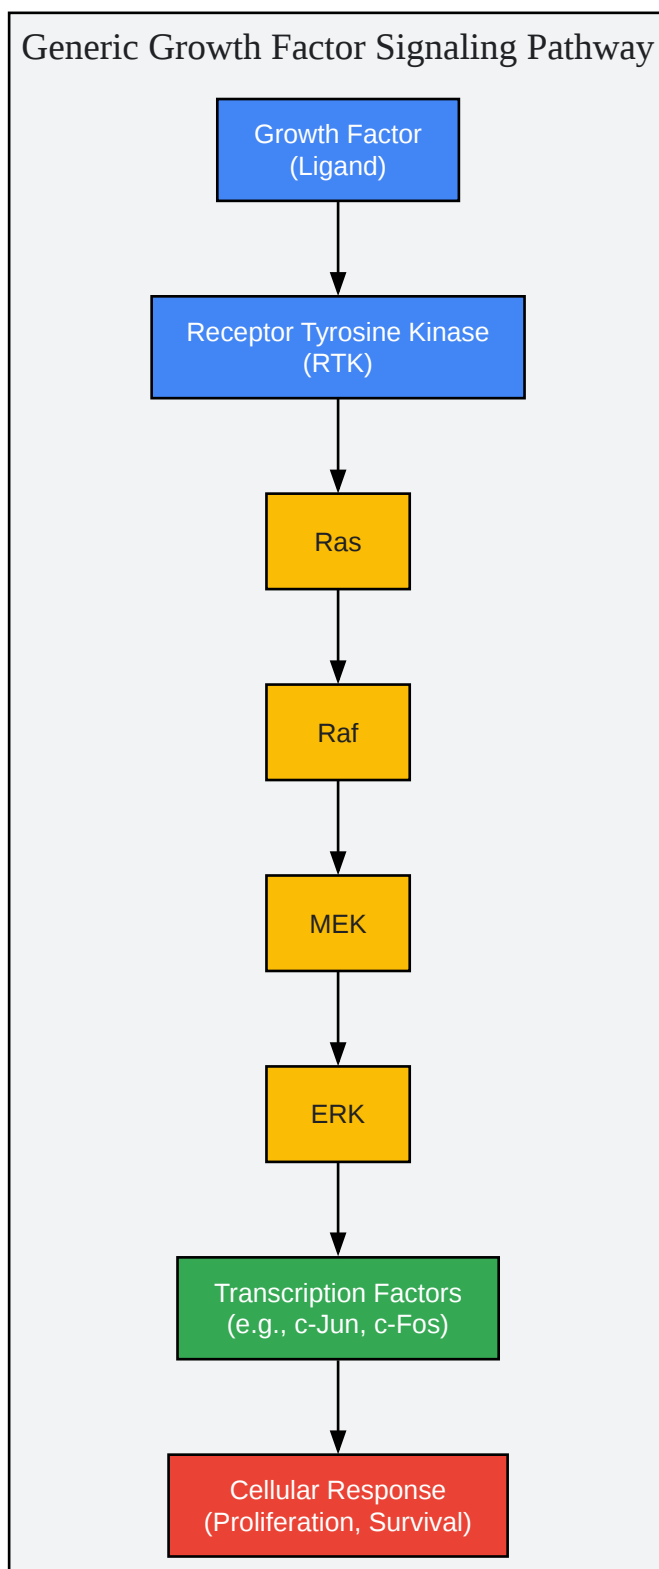 Generic Growth Factor Signaling Pathway
Growth Factor
(Ligand)
Receptor Tyrosine Kinase
(RTK)
Ras
Raf
MEK
ERK
Transcription Factors
(e.g., c-Jun, c-Fos)
Cellular Response
(Proliferation, Survival)